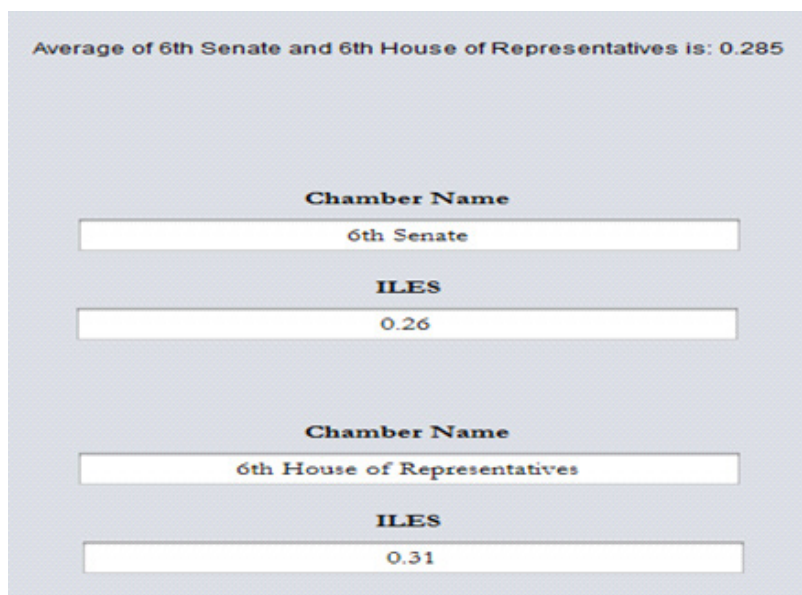 Average of 6th Senate and 6th House of Representatives is: 0.285
Chamber Name
6th Senate
ILES
0.26
Chamber Name
6th House of Representatives
ILES
0.31